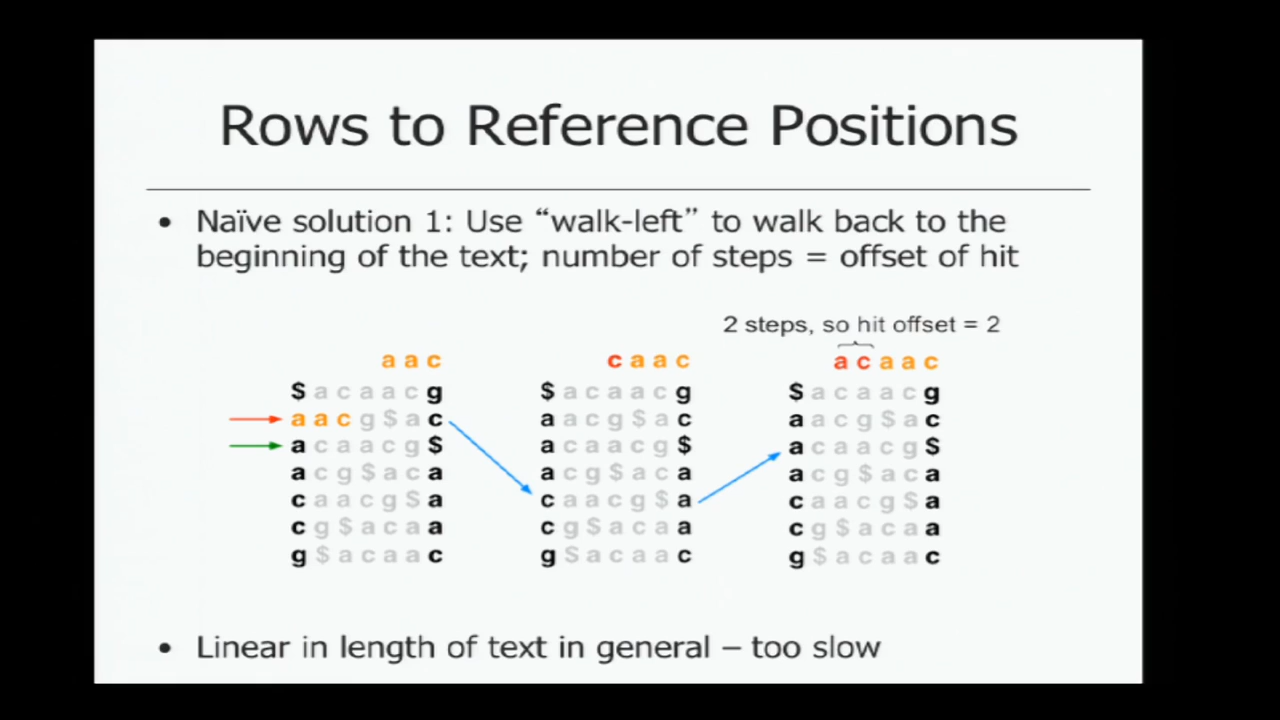 Rows to Reference Positions
• Naïve solution 1: Use “walk-left” to walk back to the
beginning of the text; number of steps = offset of hit
2 steps, so hit offset = 2
a a c
c a a c
a c a a c
$ a c a a c g
$ a c a a c g
$ a c a a c g
a a c g $ a c
a a c g $ a c
a a c g $ a c
a c a a c g $
a c a a c g $
a c a a c g $
a c g $ a c a
a c g $ a c a
a c g $ a c a
c a a c g $ a
c a a c g $ a
c a a c g $ a
c g $ a c a a
c g $ a c a a
c g $ a c a a
g $ a c a a c
g $ a c a a c
g $ a c a a c
• Linear in length of text in general – too slow